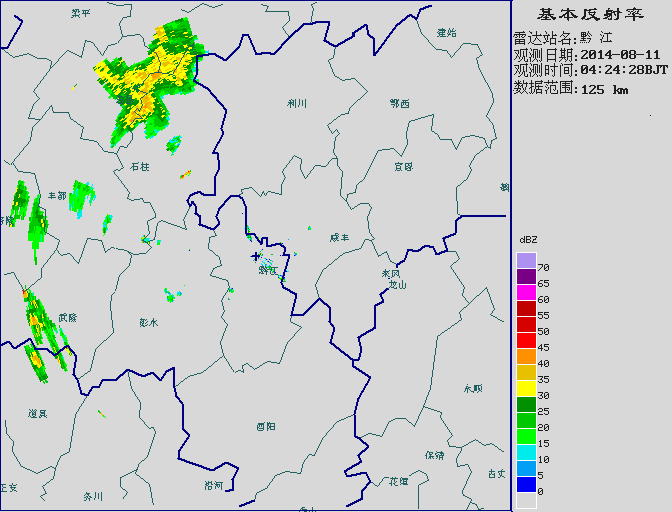 基本反射率
雷达站名:黔 江
观测日期:2014-08-11
观测时间:04:24:28BJT
数据范围:125 km
梁平
建始
利川
鄂西
石柱
宣恩
丰都
咸丰
黔江
来凤
龙山
武隆
彭水
道真
酉阳
永顺
保靖
古丈
花垣
沿河
务川
正安
dBZ
70
65
60
55
50
45
40
35
30
25
20
15
10
5
0